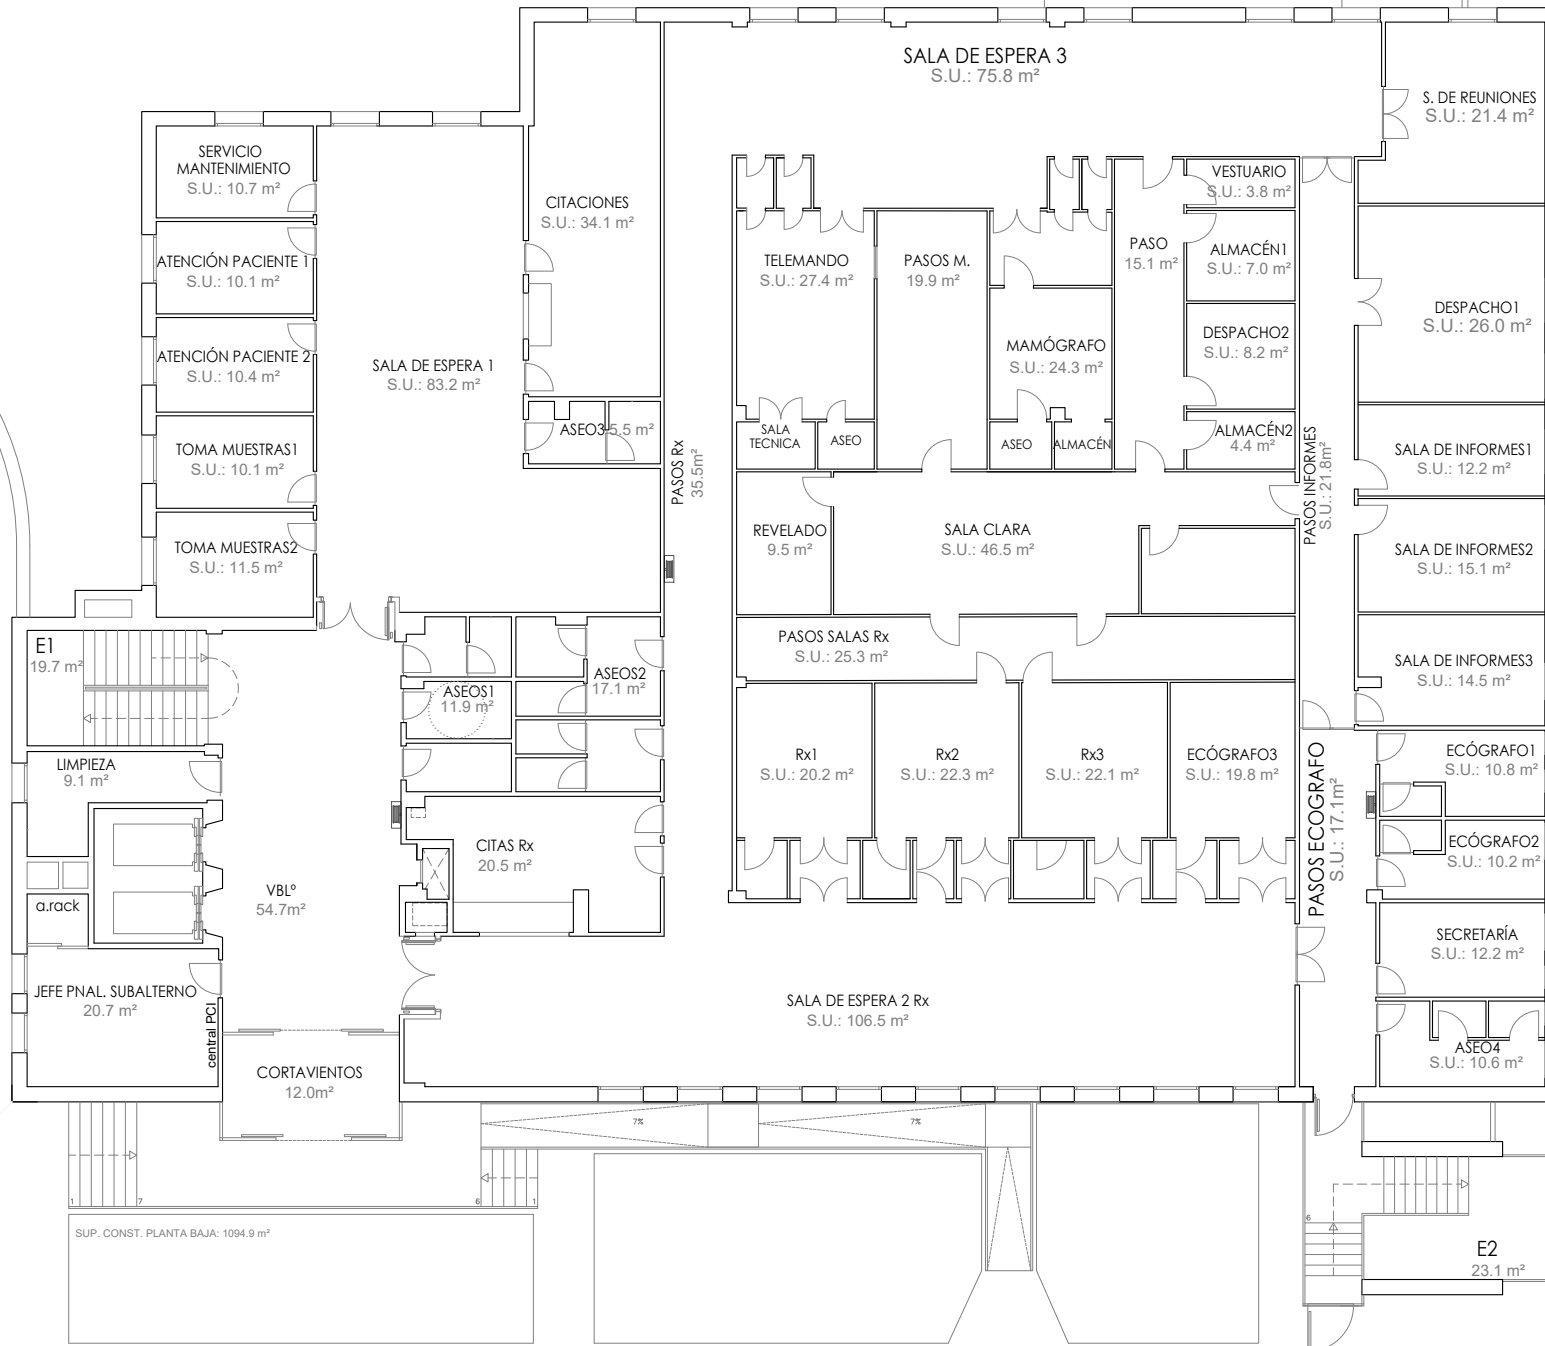 SALA DE ESPERA 3
S.U.: 75.8 m²
S. DE REUNIONES
S.U.: 21.4 m²
SERVICIO
MANTENIMIENTO
S.U.: 10.7 m²
CITACIONES
S.U.: 34.1 m²
VESTUARIO
S.U.: 3.8 m²
ATENCIÓN PACIENTE 1
S.U.: 10.1 m²
TELEMANDO
S.U.: 27.4 m²
PASOS M.
19.9 m²
PASO
15.1 m²
ALMACÉN1
S.U.: 7.0 m²
DESPACHO1
S.U.: 26.0 m²
ATENCIÓN PACIENTE 2
S.U.: 10.4 m²
SALA DE ESPERA 1
S.U.: 83.2 m²
MAMÓGRAFO
S.U.: 24.3 m²
DESPACHO2
S.U.: 8.2 m²
ASEO3
5.5 m²
SALA
TECNICA
ASEO
ASEO
ALMACÉN
ALMACÉN2
4.4 m²
TOMA MUESTRAS1
S.U.: 10.1 m²
PASOS Rx
35.5m²
PASOS INFORMES
S.U.: 21.8m²
SALA DE INFORMES1
S.U.: 12.2 m²
TOMA MUESTRAS2
S.U.: 11.5 m²
REVELADO
9.5 m²
SALA CLARA
S.U.: 46.5 m²
SALA DE INFORMES2
S.U.: 15.1 m²
E1
19.7 m²
PASOS SALAS Rx
S.U.: 25.3 m²
SALA DE INFORMES3
S.U.: 14.5 m²
ASEOS1
11.9 m²
ASEOS2
17.1 m²
LIMPIEZA
9.1 m²
Rx1
S.U.: 20.2 m²
Rx2
S.U.: 22.3 m²
Rx3
S.U.: 22.1 m²
ECÓGRAFO3
S.U.: 19.8 m²
PASOS ECOGRAFO
S.U.: 17.1m²
ECÓGRAFO1
S.U.: 10.8 m²
CITAS Rx
20.5 m²
ECÓGRAFO2
S.U.: 10.2 m²
VBLº
54.7m²
a.rack
SECRETARÍA
S.U.: 12.2 m²
JEFE PNAL. SUBALTERNO
20.7 m²
central PCI
SALA DE ESPERA 2 Rx
S.U.: 106.5 m²
CORTAVIENTOS
12.0m²
ASEO4
S.U.: 10.6 m²
7%
7%
1
7
6
1
6
SUP. CONST. PLANTA BAJA: 1094.9 m²
E2
23.1 m²